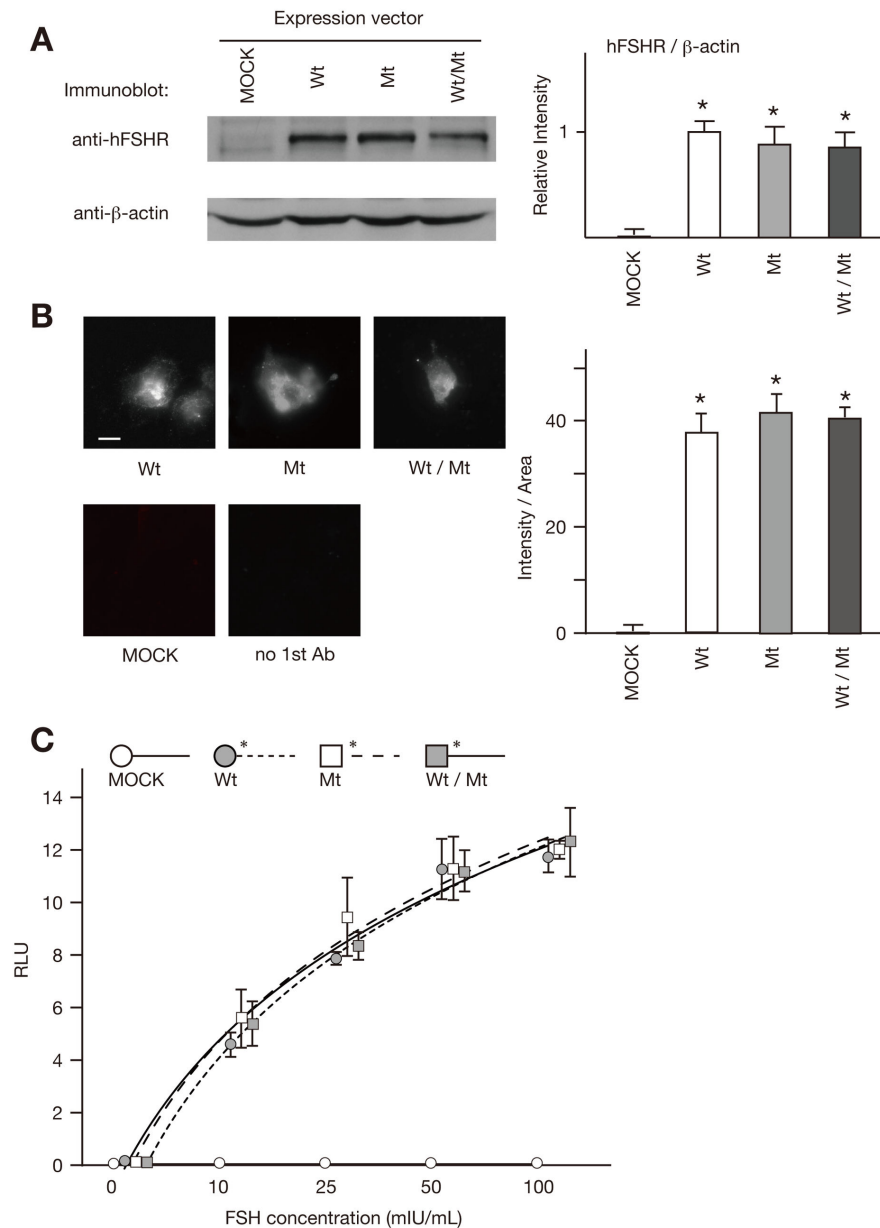 A
Expression vector
Immunoblot:
MOCK
Wt
Mt
Wt/Mt
anti-hFSHR
anti-β-actin
hFSHR / β-actin
Relative Intensity
1
*
*
*
MOCK
Wt
Mt
Wt / Mt
B
Wt
Mt
Wt / Mt
MOCK
no 1st Ab
Intensity / Area
40
20
0
*
*
*
MOCK
Wt
Mt
Wt / Mt
C
MOCK
* Wt
* Mt
* Wt / Mt
RLU
14
12
10
8
6
4
2
0
0 10 25 50 100
FSH concentration (mIU/mL)